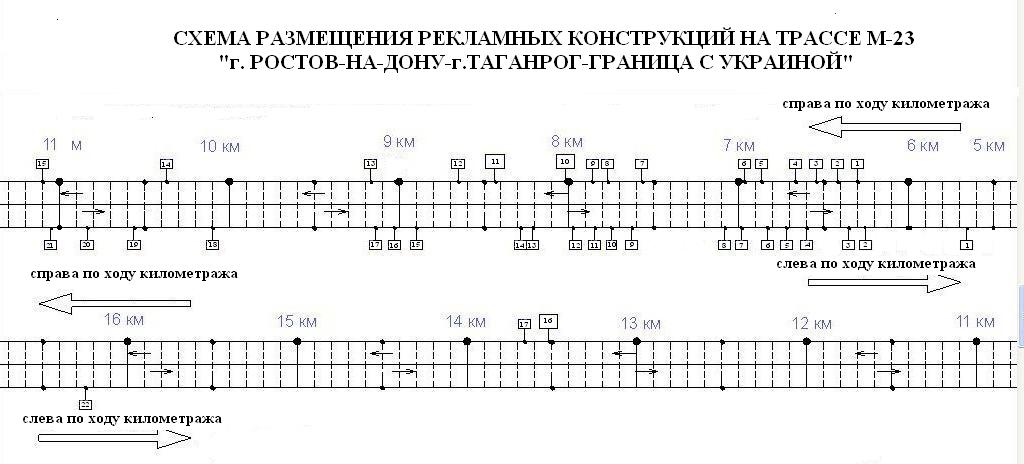 СХЕМА РАЗМЕЩЕНИЯ РЕКЛАМНЫХ КОНСТРУКЦИЙ НА ТРАССЕ М-23
"г. РОСТОВ-НА-ДОНУ-г.ТАГАНРОГ-ГРАНИЦА С УКРАИНОЙ"
справа по ходу километража
11 м 10 км 9 км 8 км 7 км 6 км 5 км
15 14 13 12 11 10 9 8 7 6 5 4 3 2 1
21 20 19 18 17 16 15 14 13 12 11 10 9 8 7 6 5 4 3 2 1
справа по ходу километража
слева по ходу километража
16 км 15 км 14 км 17 16 13 км 12 км 11 км
22
слева по ходу километража